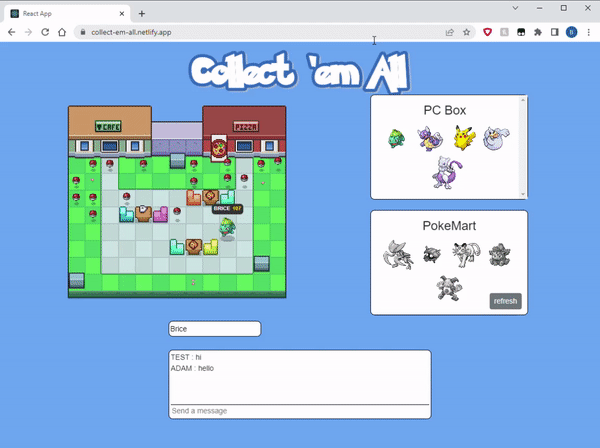 React App
collect-em-all.netlify.app
B
Collect 'em All
CAFE
PIZZA
BRICE 107
PC Box
PokeMart
refresh
Brice
TEST : hi
ADAM : hello
Send a message